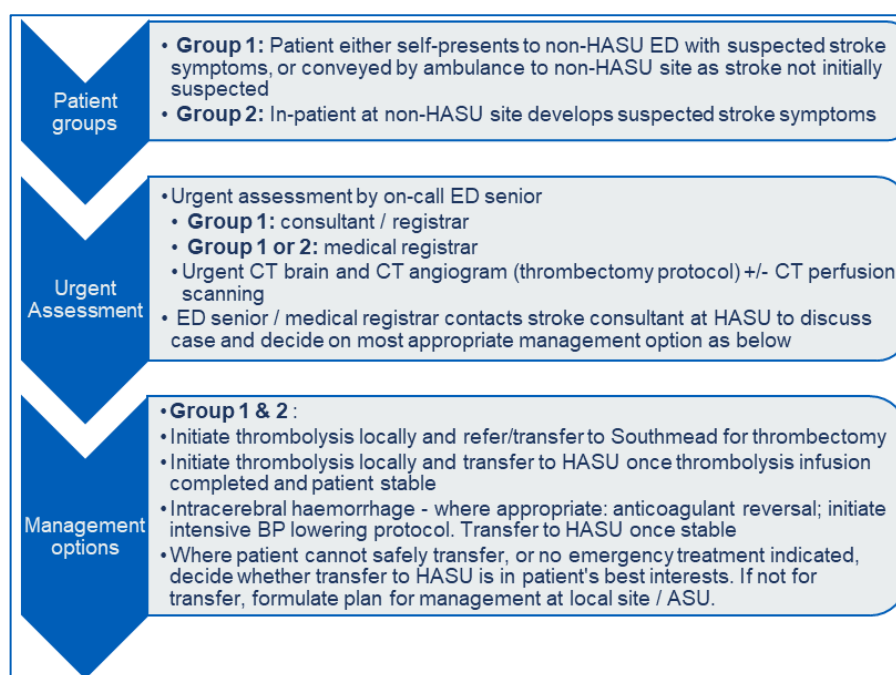 Patient
groups
• Group 1: Patient either self-presents to non-HASU ED with suspected stroke
symptoms, or conveyed by ambulance to non-HASU site as stroke not initially
suspected
• Group 2: In-patient at non-HASU site develops suspected stroke symptoms
Urgent
Assessment
•Urgent assessment by on-call ED senior
• Group 1: consultant / registrar
• Group 1 or 2: medical registrar
•Urgent CT brain and CT angiogram (thrombectomy protocol) +/- CT perfusion
scanning
• ED senior / medical registrar contacts stroke consultant at HASU to discuss
case and decide on most appropriate management option as below
Management
options
•Group 1 & 2 :
•Initiate thrombolysis locally and refer/transfer to Southmead for thrombectomy
•Initiate thrombolysis locally and transfer to HASU once thrombolysis infusion
completed and patient stable
•Intracerebral haemorrhage - where appropriate: anticoagulant reversal; initiate
intensive BP lowering protocol. Transfer to HASU once stable
•Where patient cannot safely transfer, or no emergency treatment indicated,
decide whether transfer to HASU is in patient's best interests. If not for
transfer, formulate plan for management at local site / ASU.